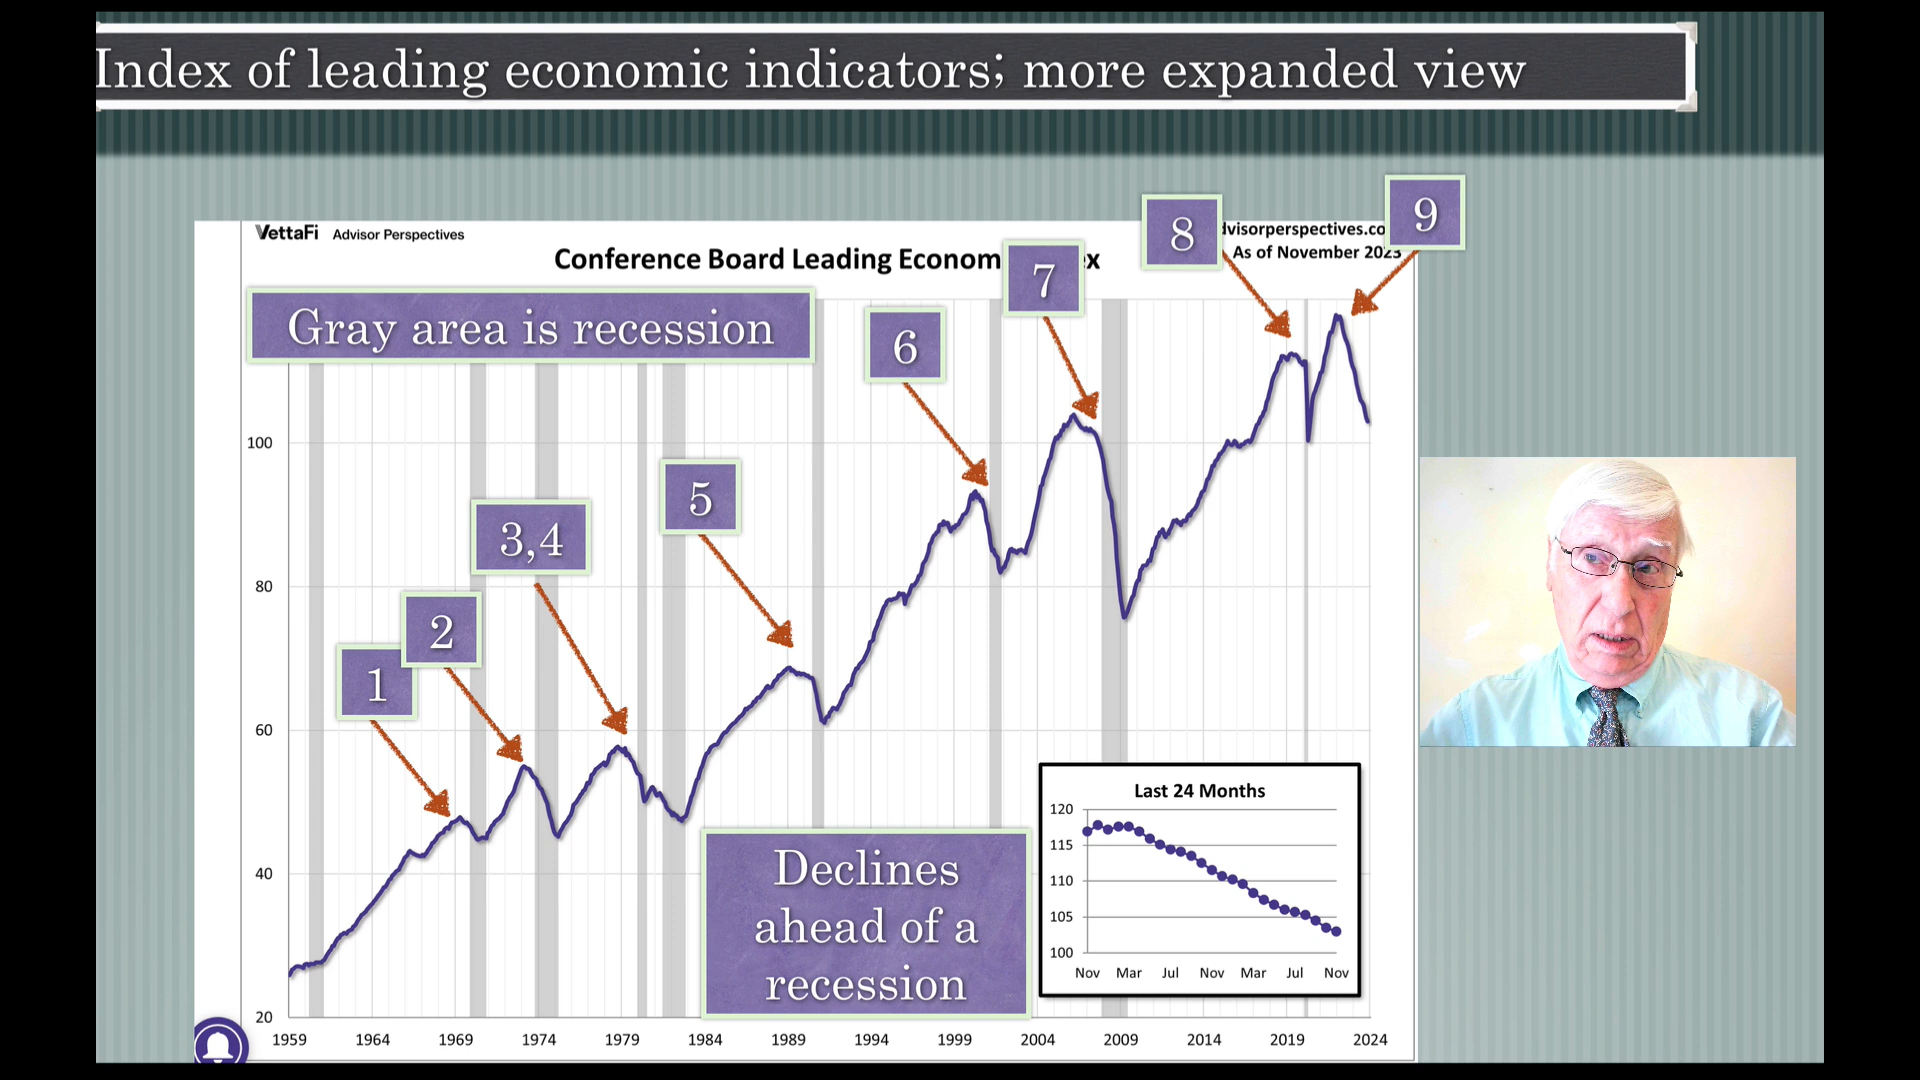 Index of leading economic indicators; more expanded view
8
9
VettaFi Advisor Perspectives
dvisorperspectives.co
As of November 2023
Conference Board Leading Econom
x
7
Gray area is recession
6
5
3,4
2
1
100
80
60
40
20
Declines
ahead of a
recession
Last 24 Months
120
115
110
105
100
Nov Mar Jul Nov Mar Jul Nov
1959 1964 1969 1974 1979 1984 1989 1994 1999 2004 2009 2014 2019 2024